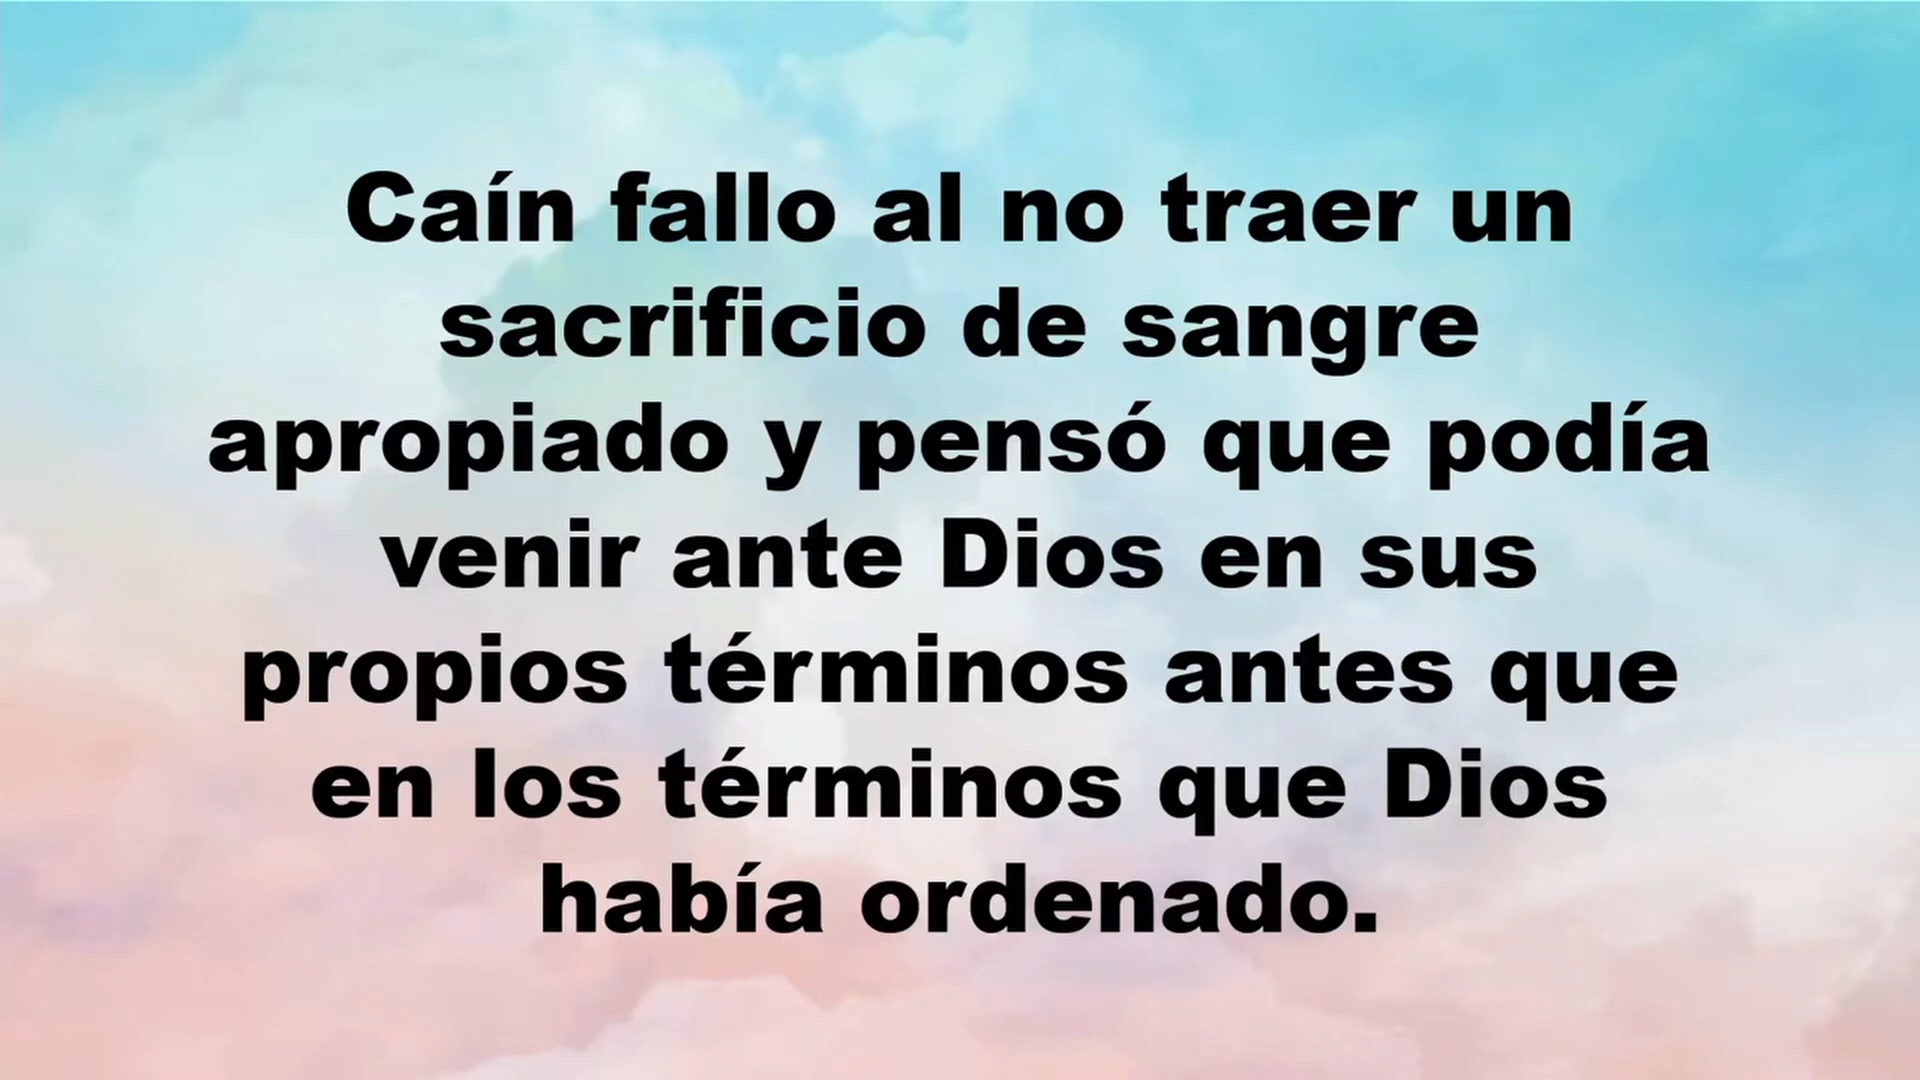 Caín fallo al no traer un
sacrificio de sangre
apropiado y pensó que podía
venir ante Dios en sus
propios términos antes que
en los términos que Dios
había ordenado.